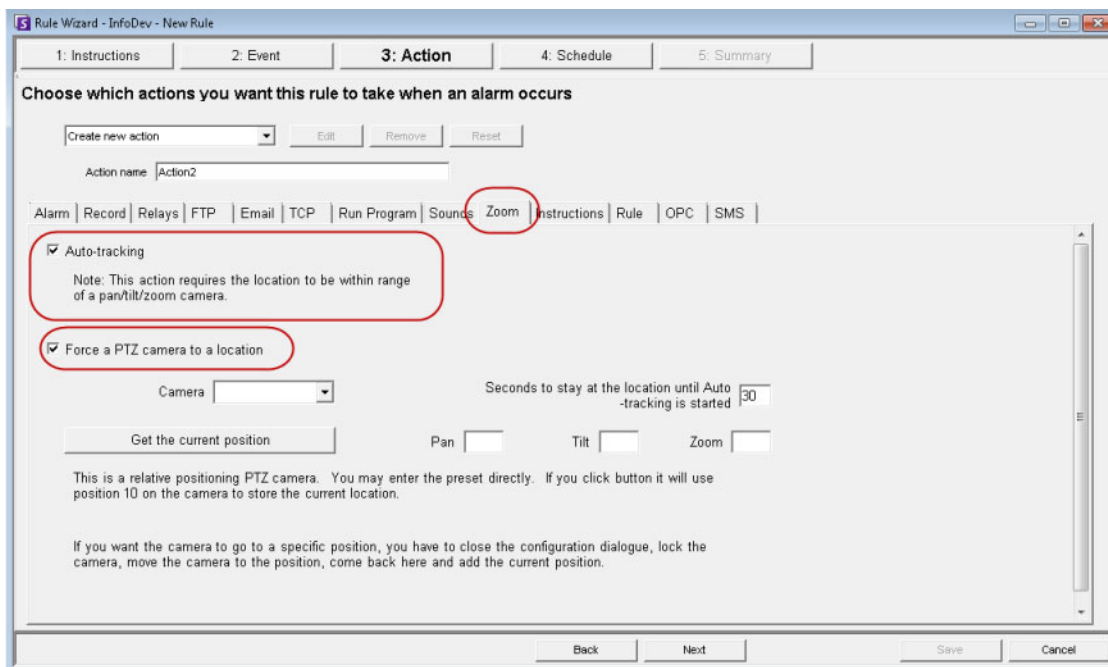 Rule Wizard - InfoDev - New Rule
1: Instructions
2: Event
3: Action
4: Schedule
5: Summary
Choose which actions you want this rule to take when an alarm occurs
Create new action
Edit
Remove
Reset
Action name
Action2
Alarm
Record
Relays
FTP
Email
TCP
Run Program
Sounds
Zoom
Instructions
Rule
OPC
SMS
Auto-tracking
Note: This action requires the location to be within range
of a pan/tilt/zoom camera.
Force a PTZ camera to a location
Camera
Seconds to stay at the location until Auto
-tracking is started
30
Get the current position
Pan
Tilt
Zoom
This is a relative positioning PTZ camera. You may enter the preset directly. If you click button it will use
position 10 on the camera to store the current location.
If you want the camera to go to a specific position, you have to close the configuration dialogue, lock the
camera, move the camera to the position, come back here and add the current position.
Back
Next
Save
Cancel